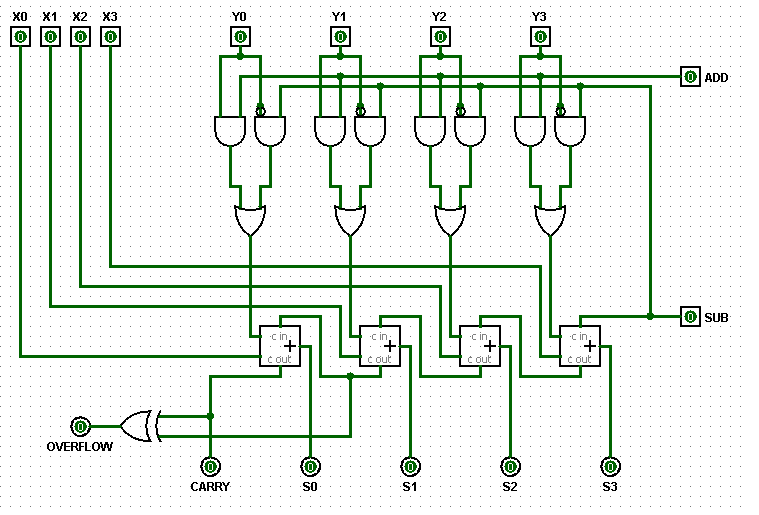 X0 X1 X2 X3 Y0 Y1 Y2 Y3
0 0 0 0 0 0 0 0
0 ADD
0 SUB
c in c in c in c in
c out c out c out c out
0
OVERFLOW
0 0 0 0 0
CARRY S0 S1 S2 S3